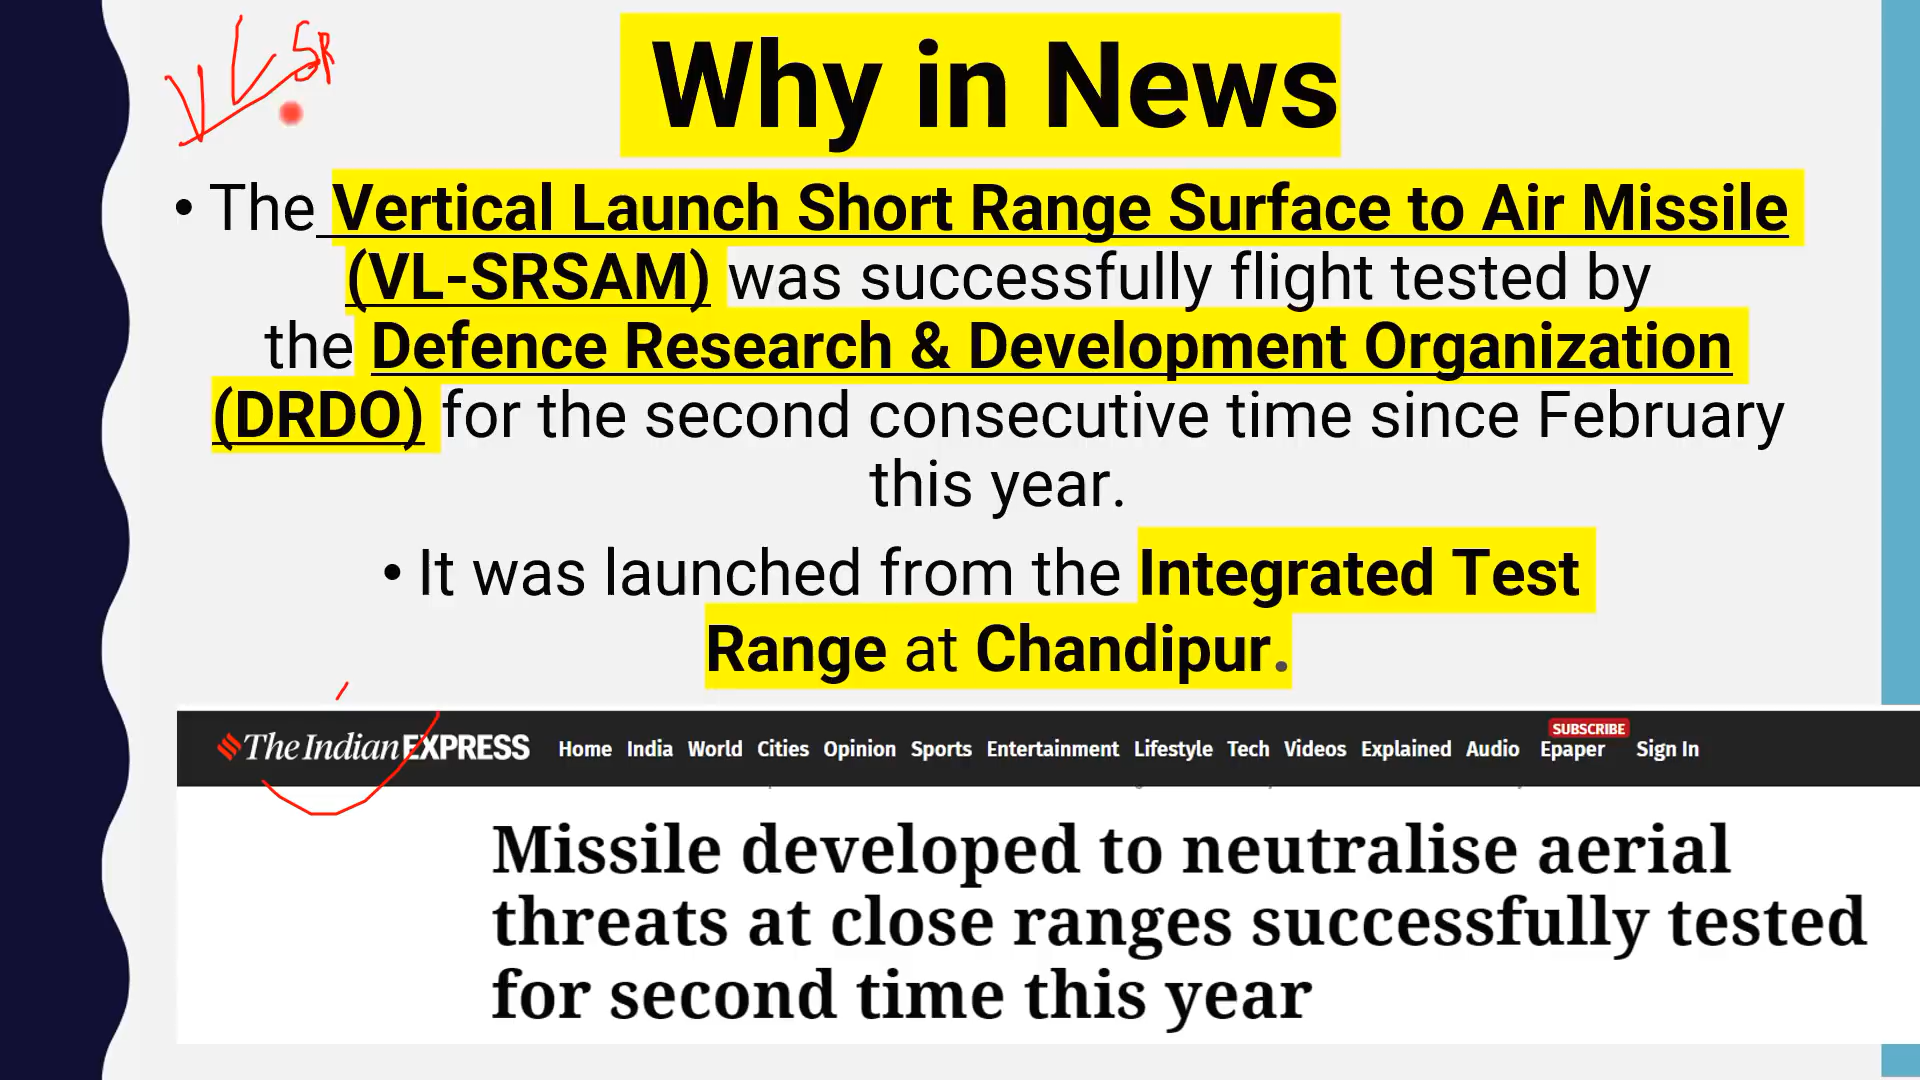 VL SR
Why in News
• The Vertical Launch Short Range Surface to Air Missile
(VL-SRSAM) was successfully flight tested by
the Defence Research & Development Organization
(DRDO) for the second consecutive time since February
this year.
• It was launched from the Integrated Test
Range at Chandipur.
The Indian EXPRESS Home India World Cities Opinion Sports Entertainment Lifestyle Tech Videos Explained Audio Epaper Sign In
SUBSCRIBE
Missile developed to neutralise aerial
threats at close ranges successfully tested
for second time this year